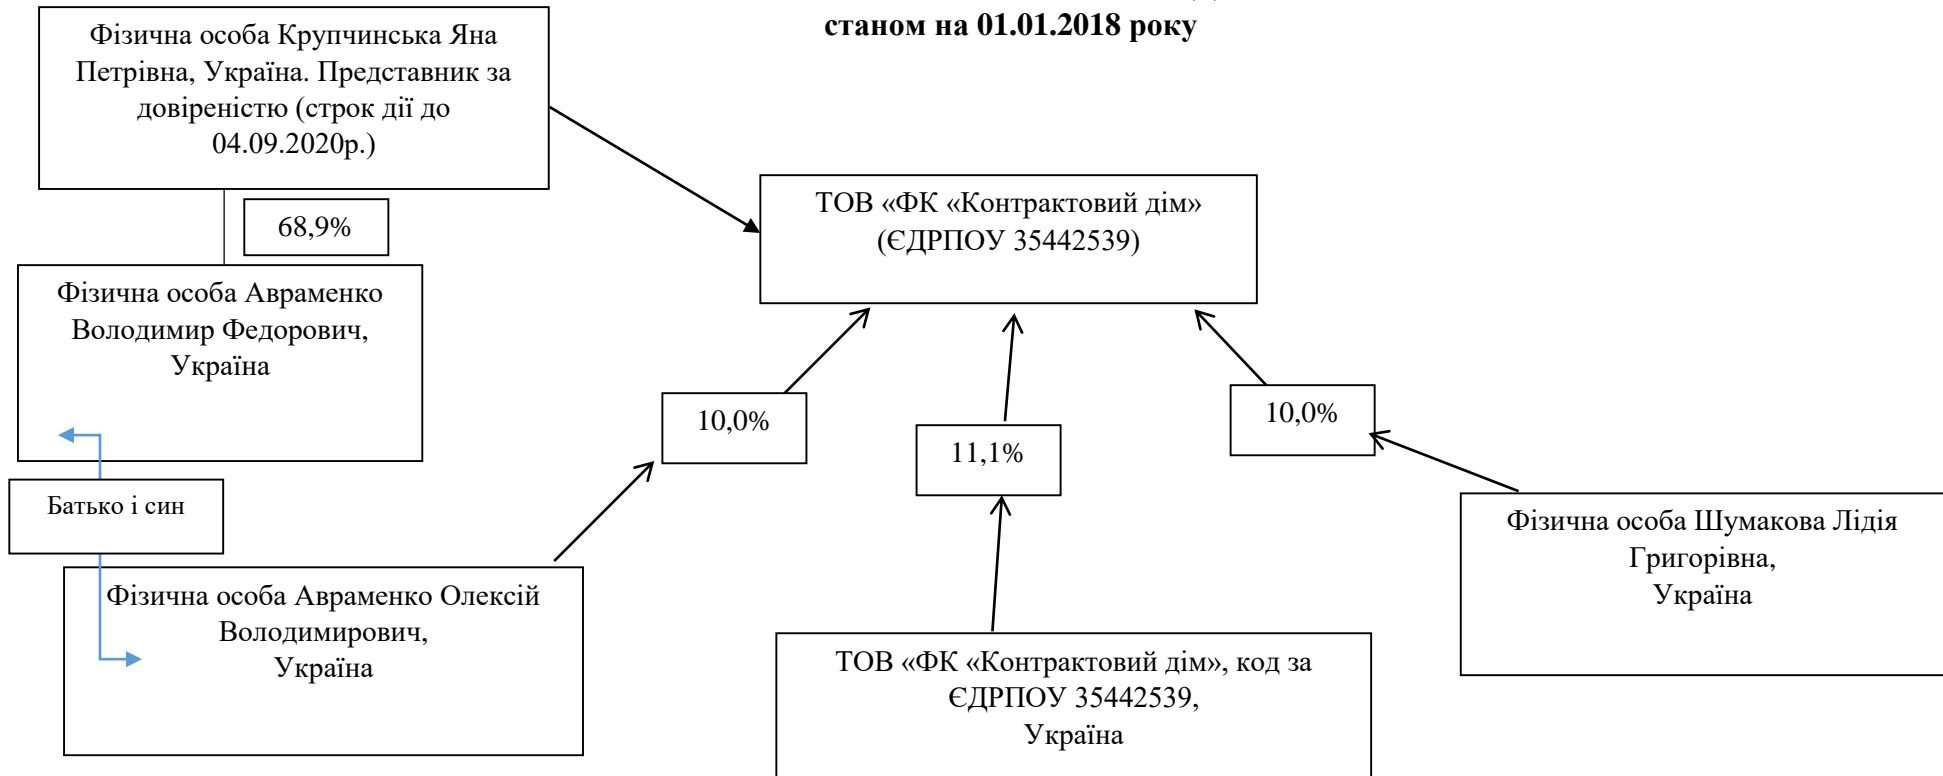 станом на 01.01.2018 року
Фізична особа Крупчинська Яна
Петрівна, Україна. Представник за
довіреністю (строк дії до
04.09.2020р.)
68,9%
ТОВ «ФК «Контрактовий дім»
(ЄДРПОУ 35442539)
Фізична особа Авраменко
Володимир Федорович,
Україна
10,0%
11,1%
10,0%
Батько і син
Фізична особа Авраменко Олексій
Володимирович,
Україна
ТОВ «ФК «Контрактовий дім», код за
ЄДРПОУ 35442539,
Україна
Фізична особа Шумакова Лідія
Григорівна,
Україна